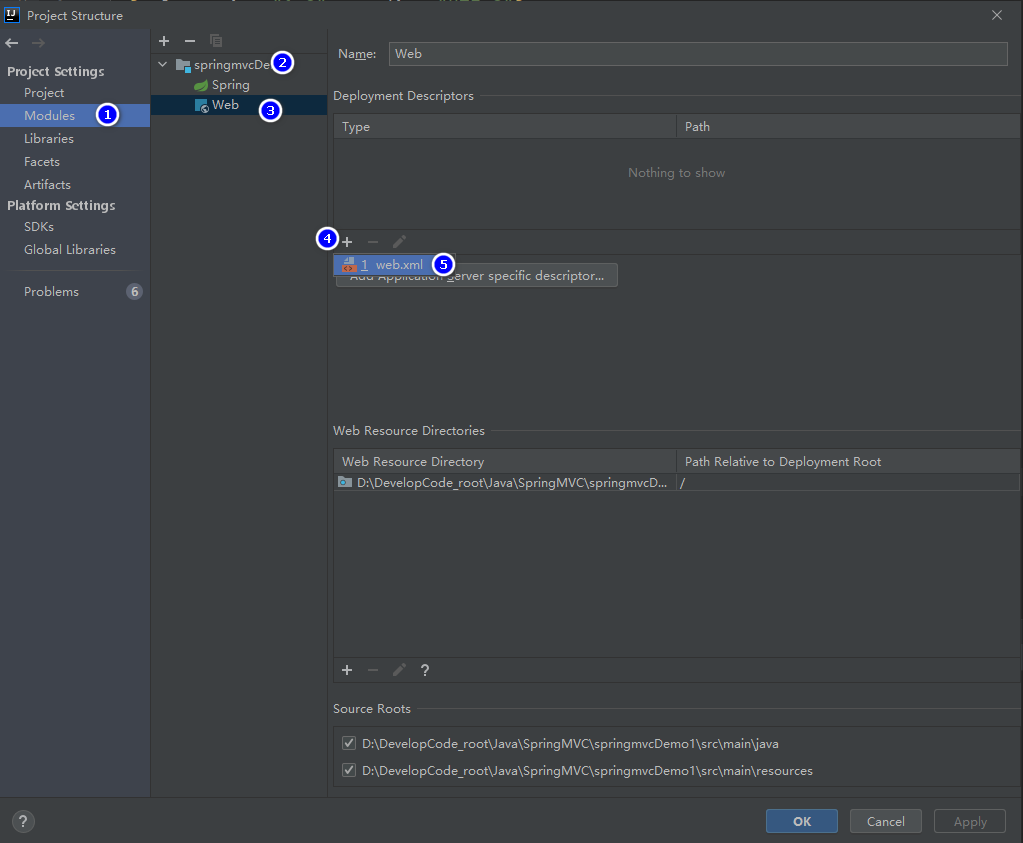 Project Structure
Project Settings
Project
Modules
1
Libraries
Facets
Artifacts
Platform Settings
SDKs
Global Libraries
Problems
6
springmvcDe
2
Spring
Web
3
Name:
Web
Deployment Descriptors
Type
Path
Nothing to show
4
1 web.xml
5
Add Application Server specific descriptor...
Web Resource Directories
Web Resource Directory
Path Relative to Deployment Root
D:\DevelopCode_root\Java\SpringMVC\springmvcD...
/
?
Source Roots
D:\DevelopCode_root\Java\SpringMVC\springmvcDemo1\src\main\java
D:\DevelopCode_root\Java\SpringMVC\springmvcDemo1\src\main\resources
?
OK
Cancel
Apply